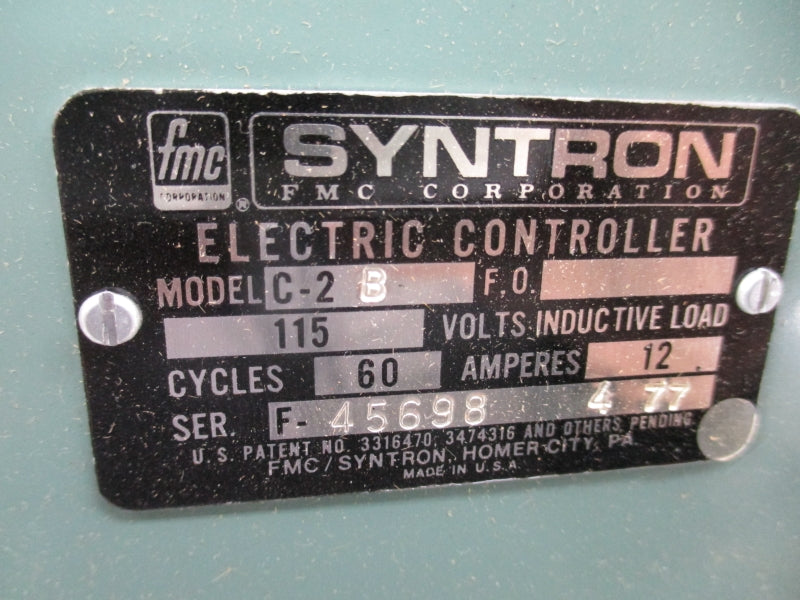 fmc
CORPORATION
®
SYNTRON
FMC CORPORATION
ELECTRIC CONTROLLER
MODEL C-2 B F.O.
115 VOLTS INDUCTIVE LOAD
CYCLES 60 AMPERES 12
SER. F- 45698 4 77
U.S. PATENT NO. 3316470, 3474316 AND OTHERS PENDING
FMC/SYNTRON, HOMER CITY, PA.
MADE IN U.S.A.